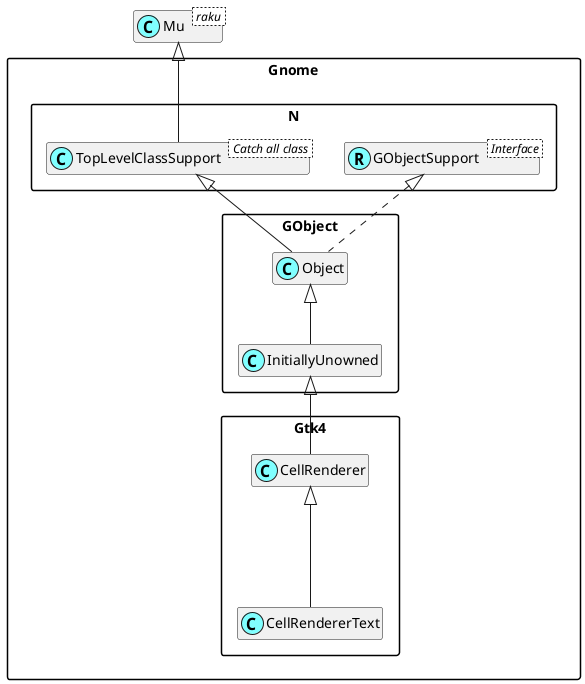 raku
C Mu
Gnome
N
Catch all class
C TopLevelClassSupport
Interface
R GObjectSupport
GObject
C Object
C InitiallyUnowned
Gtk4
C CellRenderer
C CellRendererText